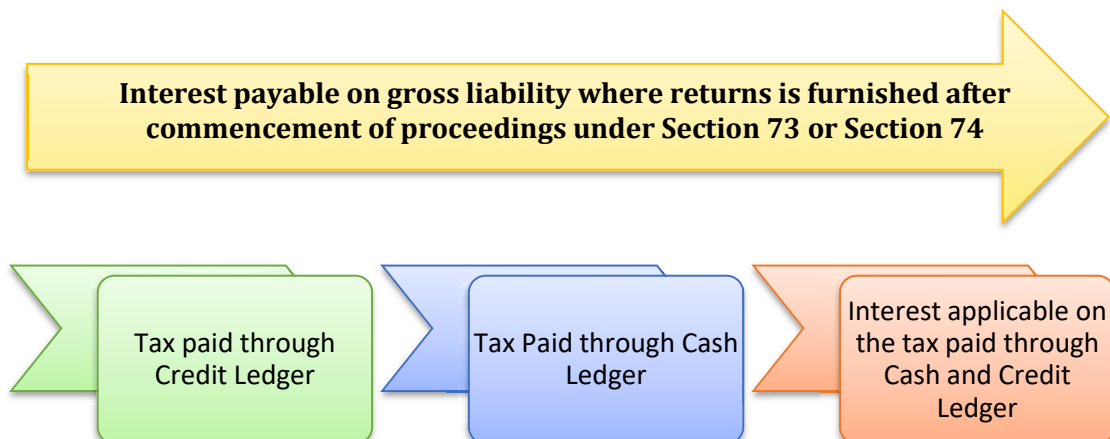 Interest payable on gross liability where returns is furnished after
commencement of proceedings under Section 73 or Section 74
Tax paid through
Credit Ledger
Tax Paid through Cash
Ledger
Interest applicable on
the tax paid through
Cash and Credit
Ledger